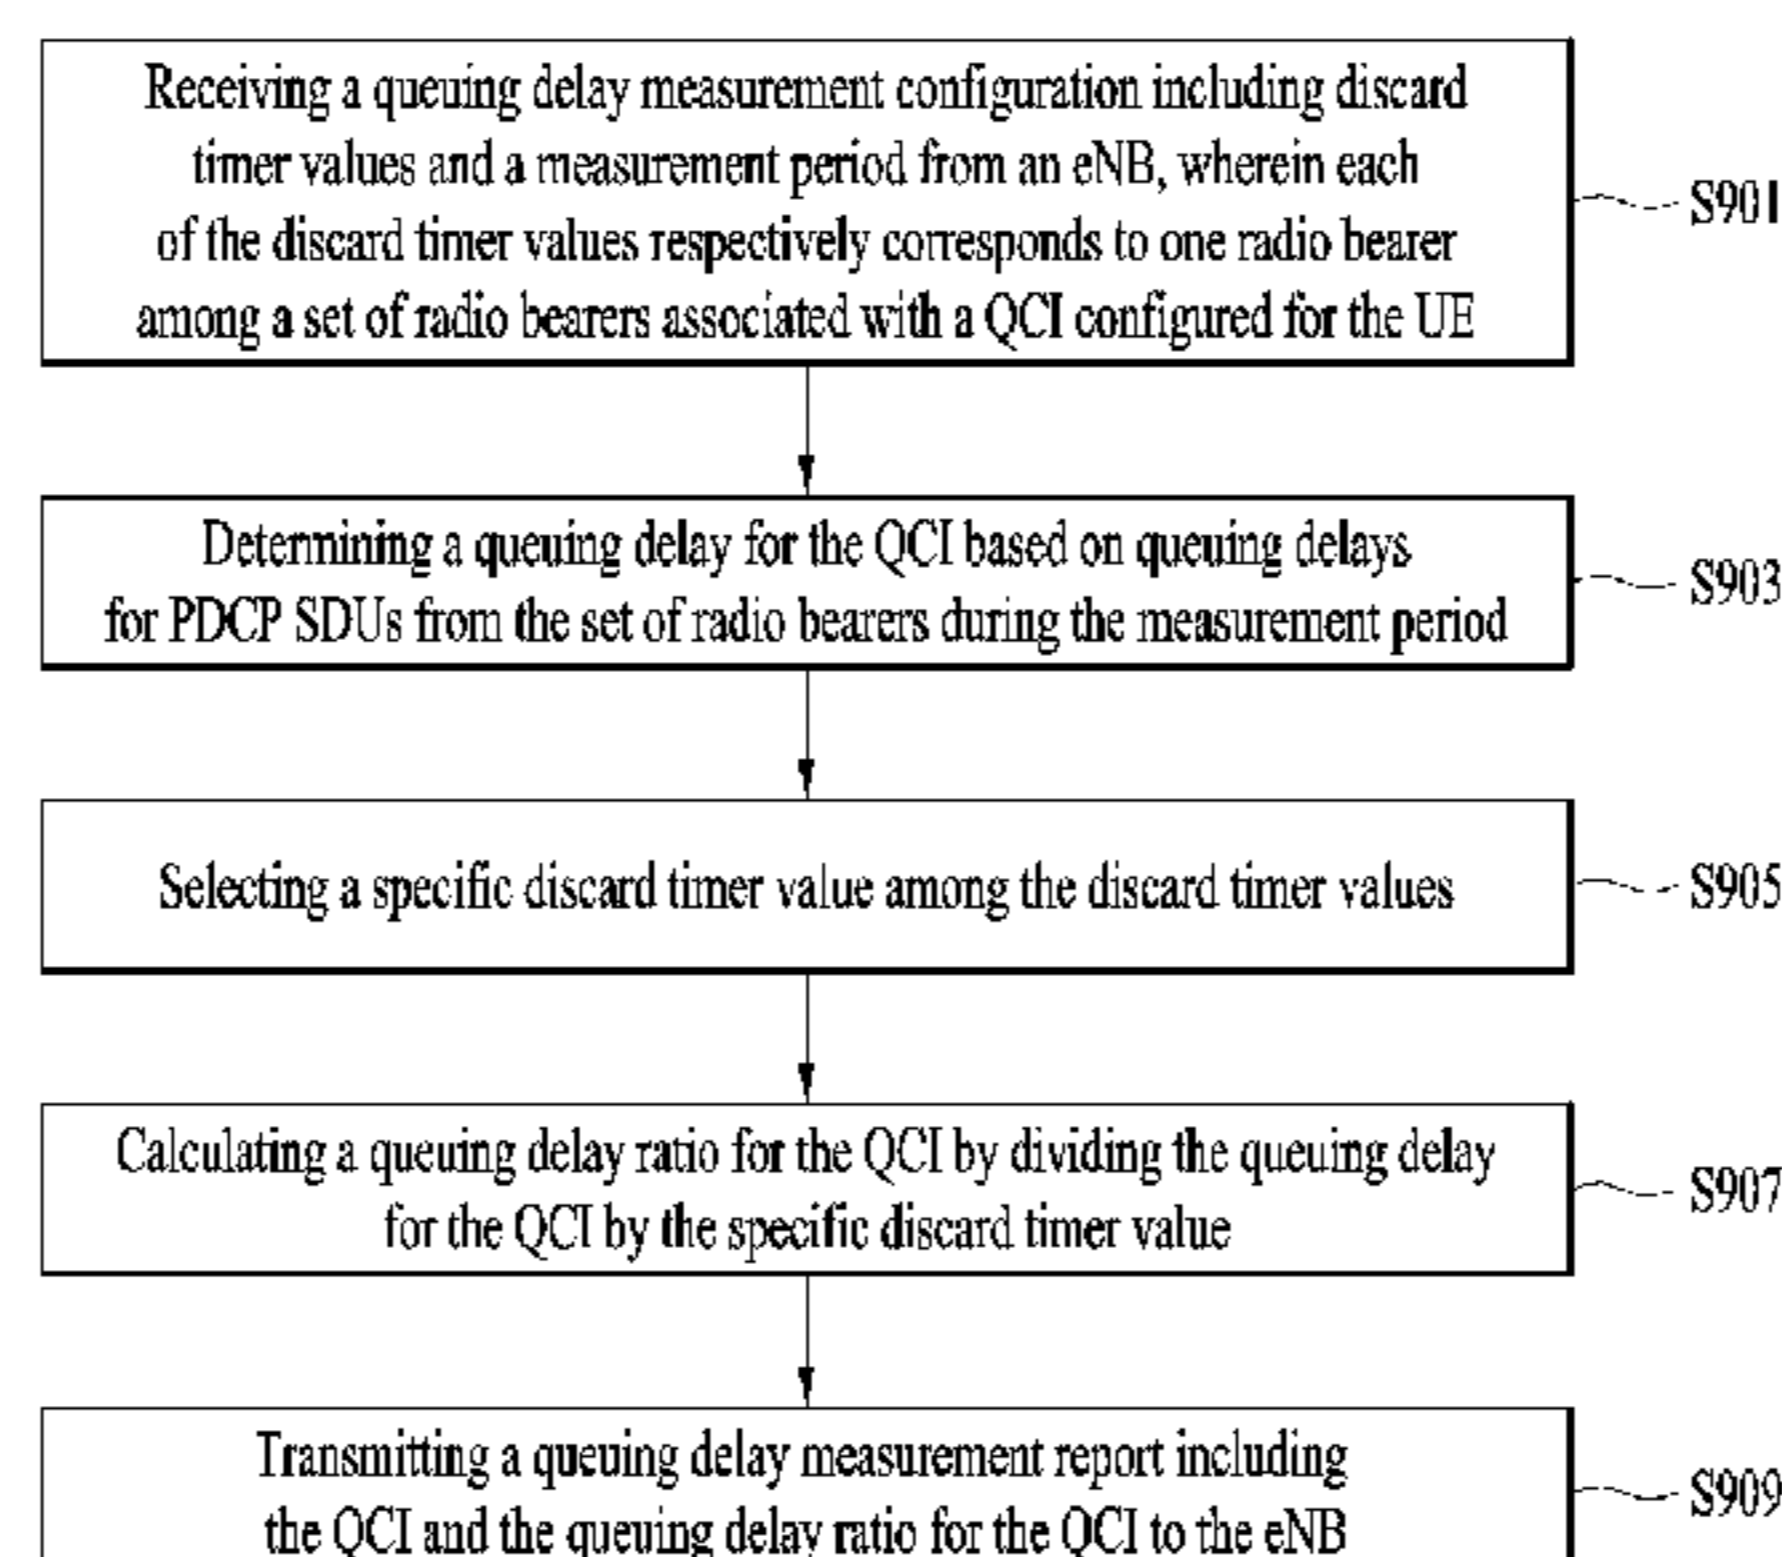 Receiving a queuing delay measurement configuration including discard
timer values and a measurement period from an eNB, wherein each
of the discard timer values respectively corresponds to one radio bearer
among a set of radio bearers associated with a QCI configured for the UE
S901
Determining a queuing delay for the QCI based on queuing delays
for PDCP SDUs from the set of radio bearers during the measurement period
S903
Selecting a specific discard timer value among the discard timer values
S905
Calculating a queuing delay ratio for the QCI by dividing the queuing delay
for the QCI by the specific discard timer value
S907
Transmitting a queuing delay measurement report including
the QCI and the queuing delay ratio for the QCI to the eNB
S909